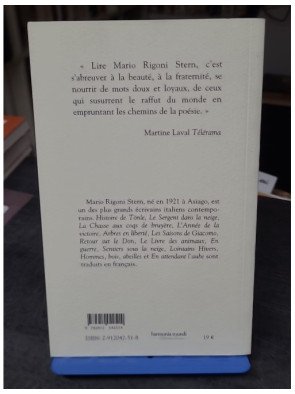 « Lire Mario Rigoni Stern, c'est
s'abreuver à la beauté, à la fraternité, se
nourrir de mots doux et loyaux, de ceux
qui susurrent le raffut du monde en
empruntant les chemins de la poésie. »
Martine Laval Télérama
Mario Rigoni Stern, né en 1921 à Asiago, est
un des plus grands écrivains italiens contempo-
rains. Histoire de Tönle, Le Sergent dans la neige,
La Chasse aux coqs de bruyère, L'Année de la
victoire, Arbres en liberté, Les Saisons de Giacomo,
Retour sur le Don, Le Livre des animaux, En
guerre, Sentiers sous la neige, Lointains Hivers,
Hommes, bois, abeilles et En attendant l'aube sont
traduits en français.
ISBN: 2-912042-51-8
harmonia mundi
19 €